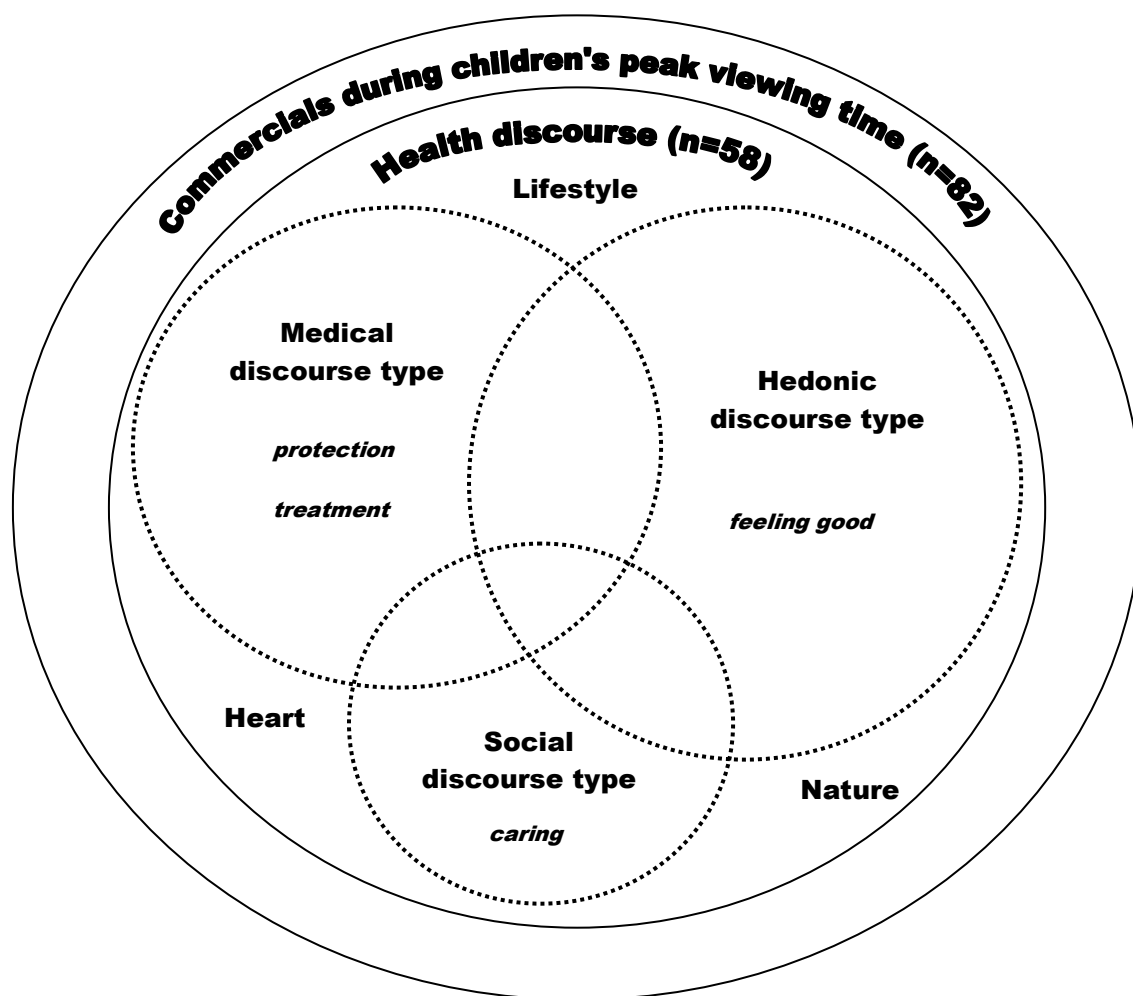 Commercials during children's peak viewing time (n=82)
Health discourse (n=58)
Lifestyle
Medical
discourse type
protection
treatment
Hedonic
discourse type
feeling good
Heart
Social
discourse type
caring
Nature